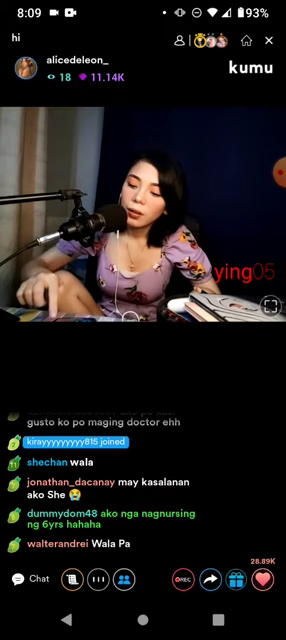 8:09
93%
hi
alicedeleon_
18 11.14K
kumu
ying05
gusto ko po maging doctor ehh
kirayyyyyyyyy815 joined
shechan wala
jonathan_dacanay may kasalanan
ako She 😭
dummydom48 ako nga nagnursing
ng 6yrs hahaha
walterandrei Wala Pa
28.89K
Chat
REC